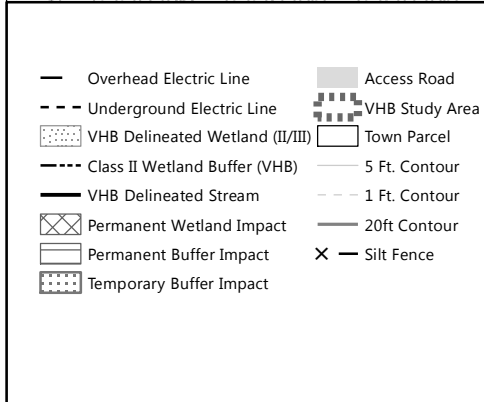 Overhead Electric Line
Underground Electric Line
VHB Delineated Wetland (II/III)
Class II Wetland Buffer (VHB)
VHB Delineated Stream
Permanent Wetland Impact
Permanent Buffer Impact
Temporary Buffer Impact
Access Road
VHB Study Area
Town Parcel
5 Ft. Contour
1 Ft. Contour
20ft Contour
Silt Fence